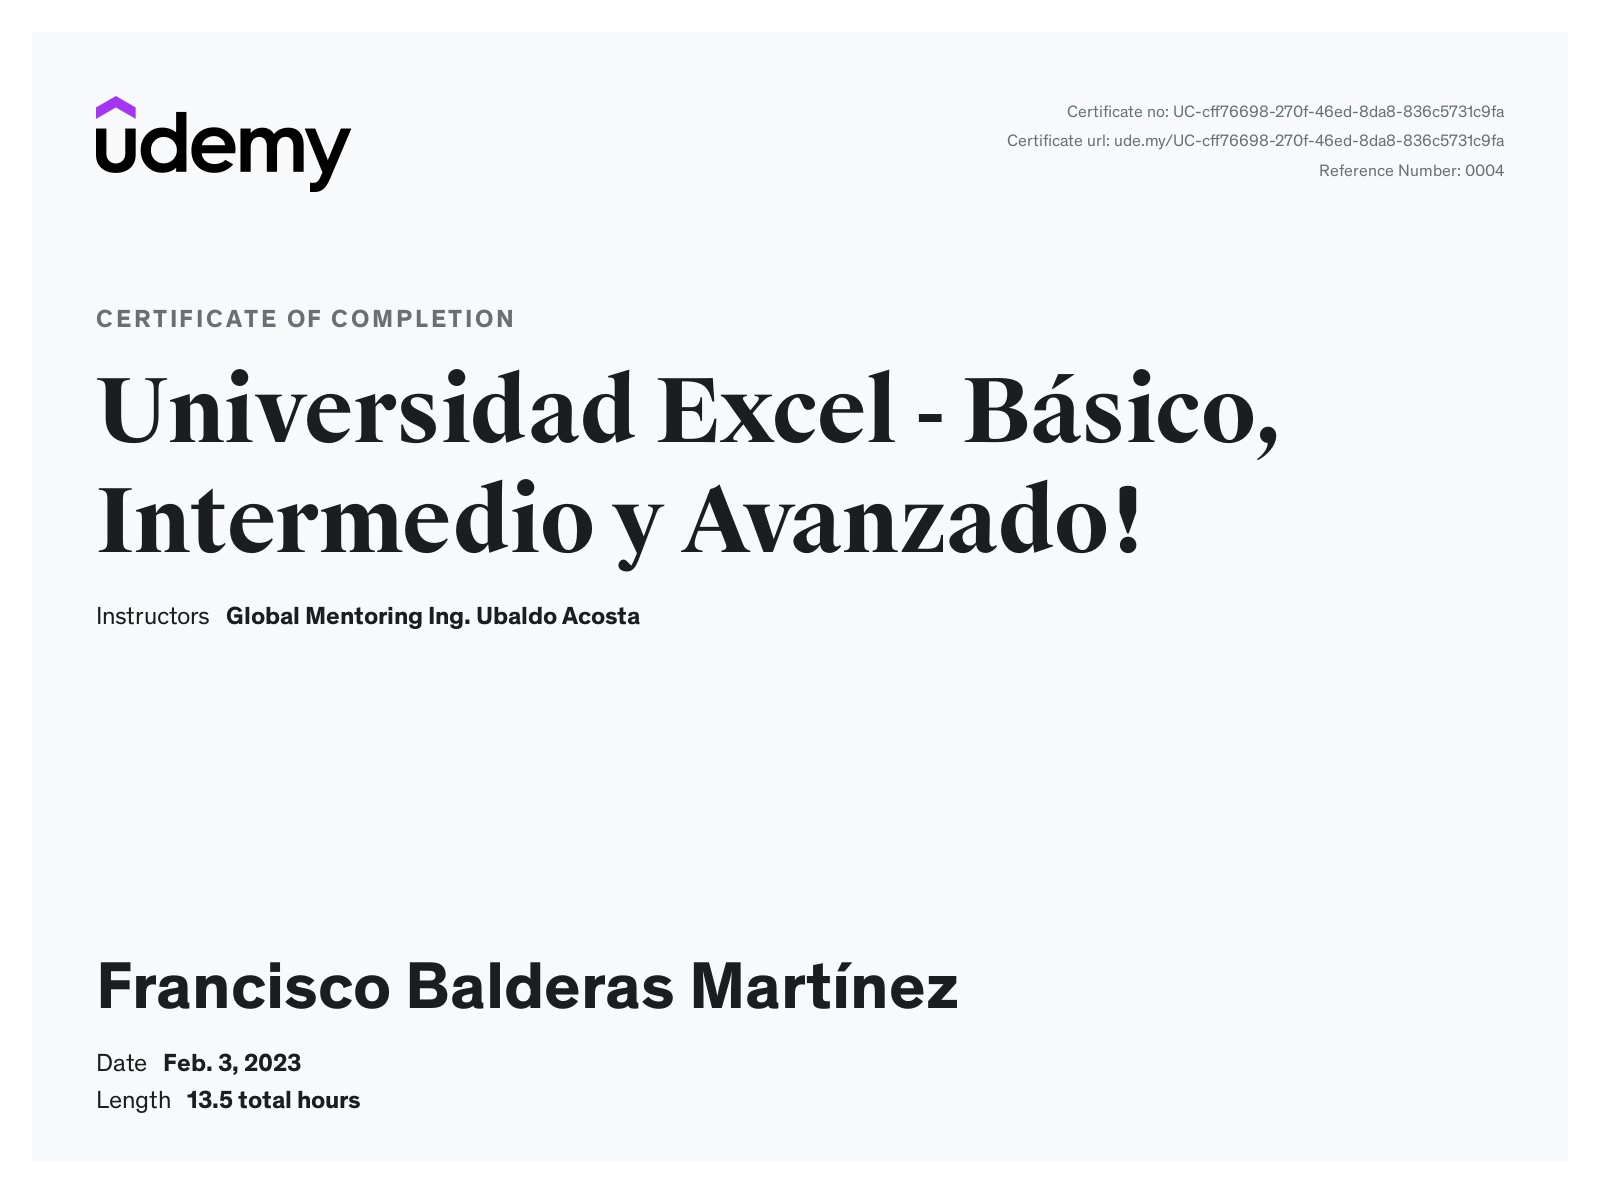 udemy
Certificate no: UC-cff76698-270f-46ed-8da8-836c5731c9fa
Certificate url: ude.my/UC-cff76698-270f-46ed-8da8-836c5731c9fa
Reference Number: 0004
CERTIFICATE OF COMPLETION
Universidad Excel - Básico,
Intermedio y Avanzado!
Instructors Global Mentoring Ing. Ubaldo Acosta
Francisco Balderas Martínez
Date Feb. 3, 2023
Length 13.5 total hours